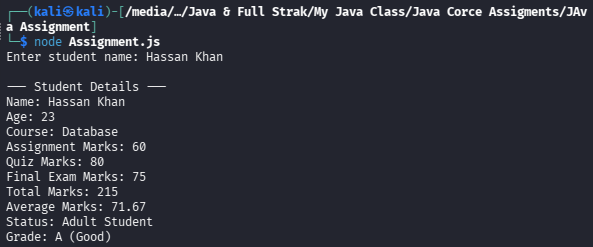 ┌──(kali㉿kali)-[/media/…/Java & Full Strak/My Java Class/Java Corce Assigments/JAv
a Assignment]
└─$ node Assignment.js
Enter student name: Hassan Khan
--- Student Details ---
Name: Hassan Khan
Age: 23
Course: Database
Assignment Marks: 60
Quiz Marks: 80
Final Exam Marks: 75
Total Marks: 215
Average Marks: 71.67
Status: Adult Student
Grade: A (Good)